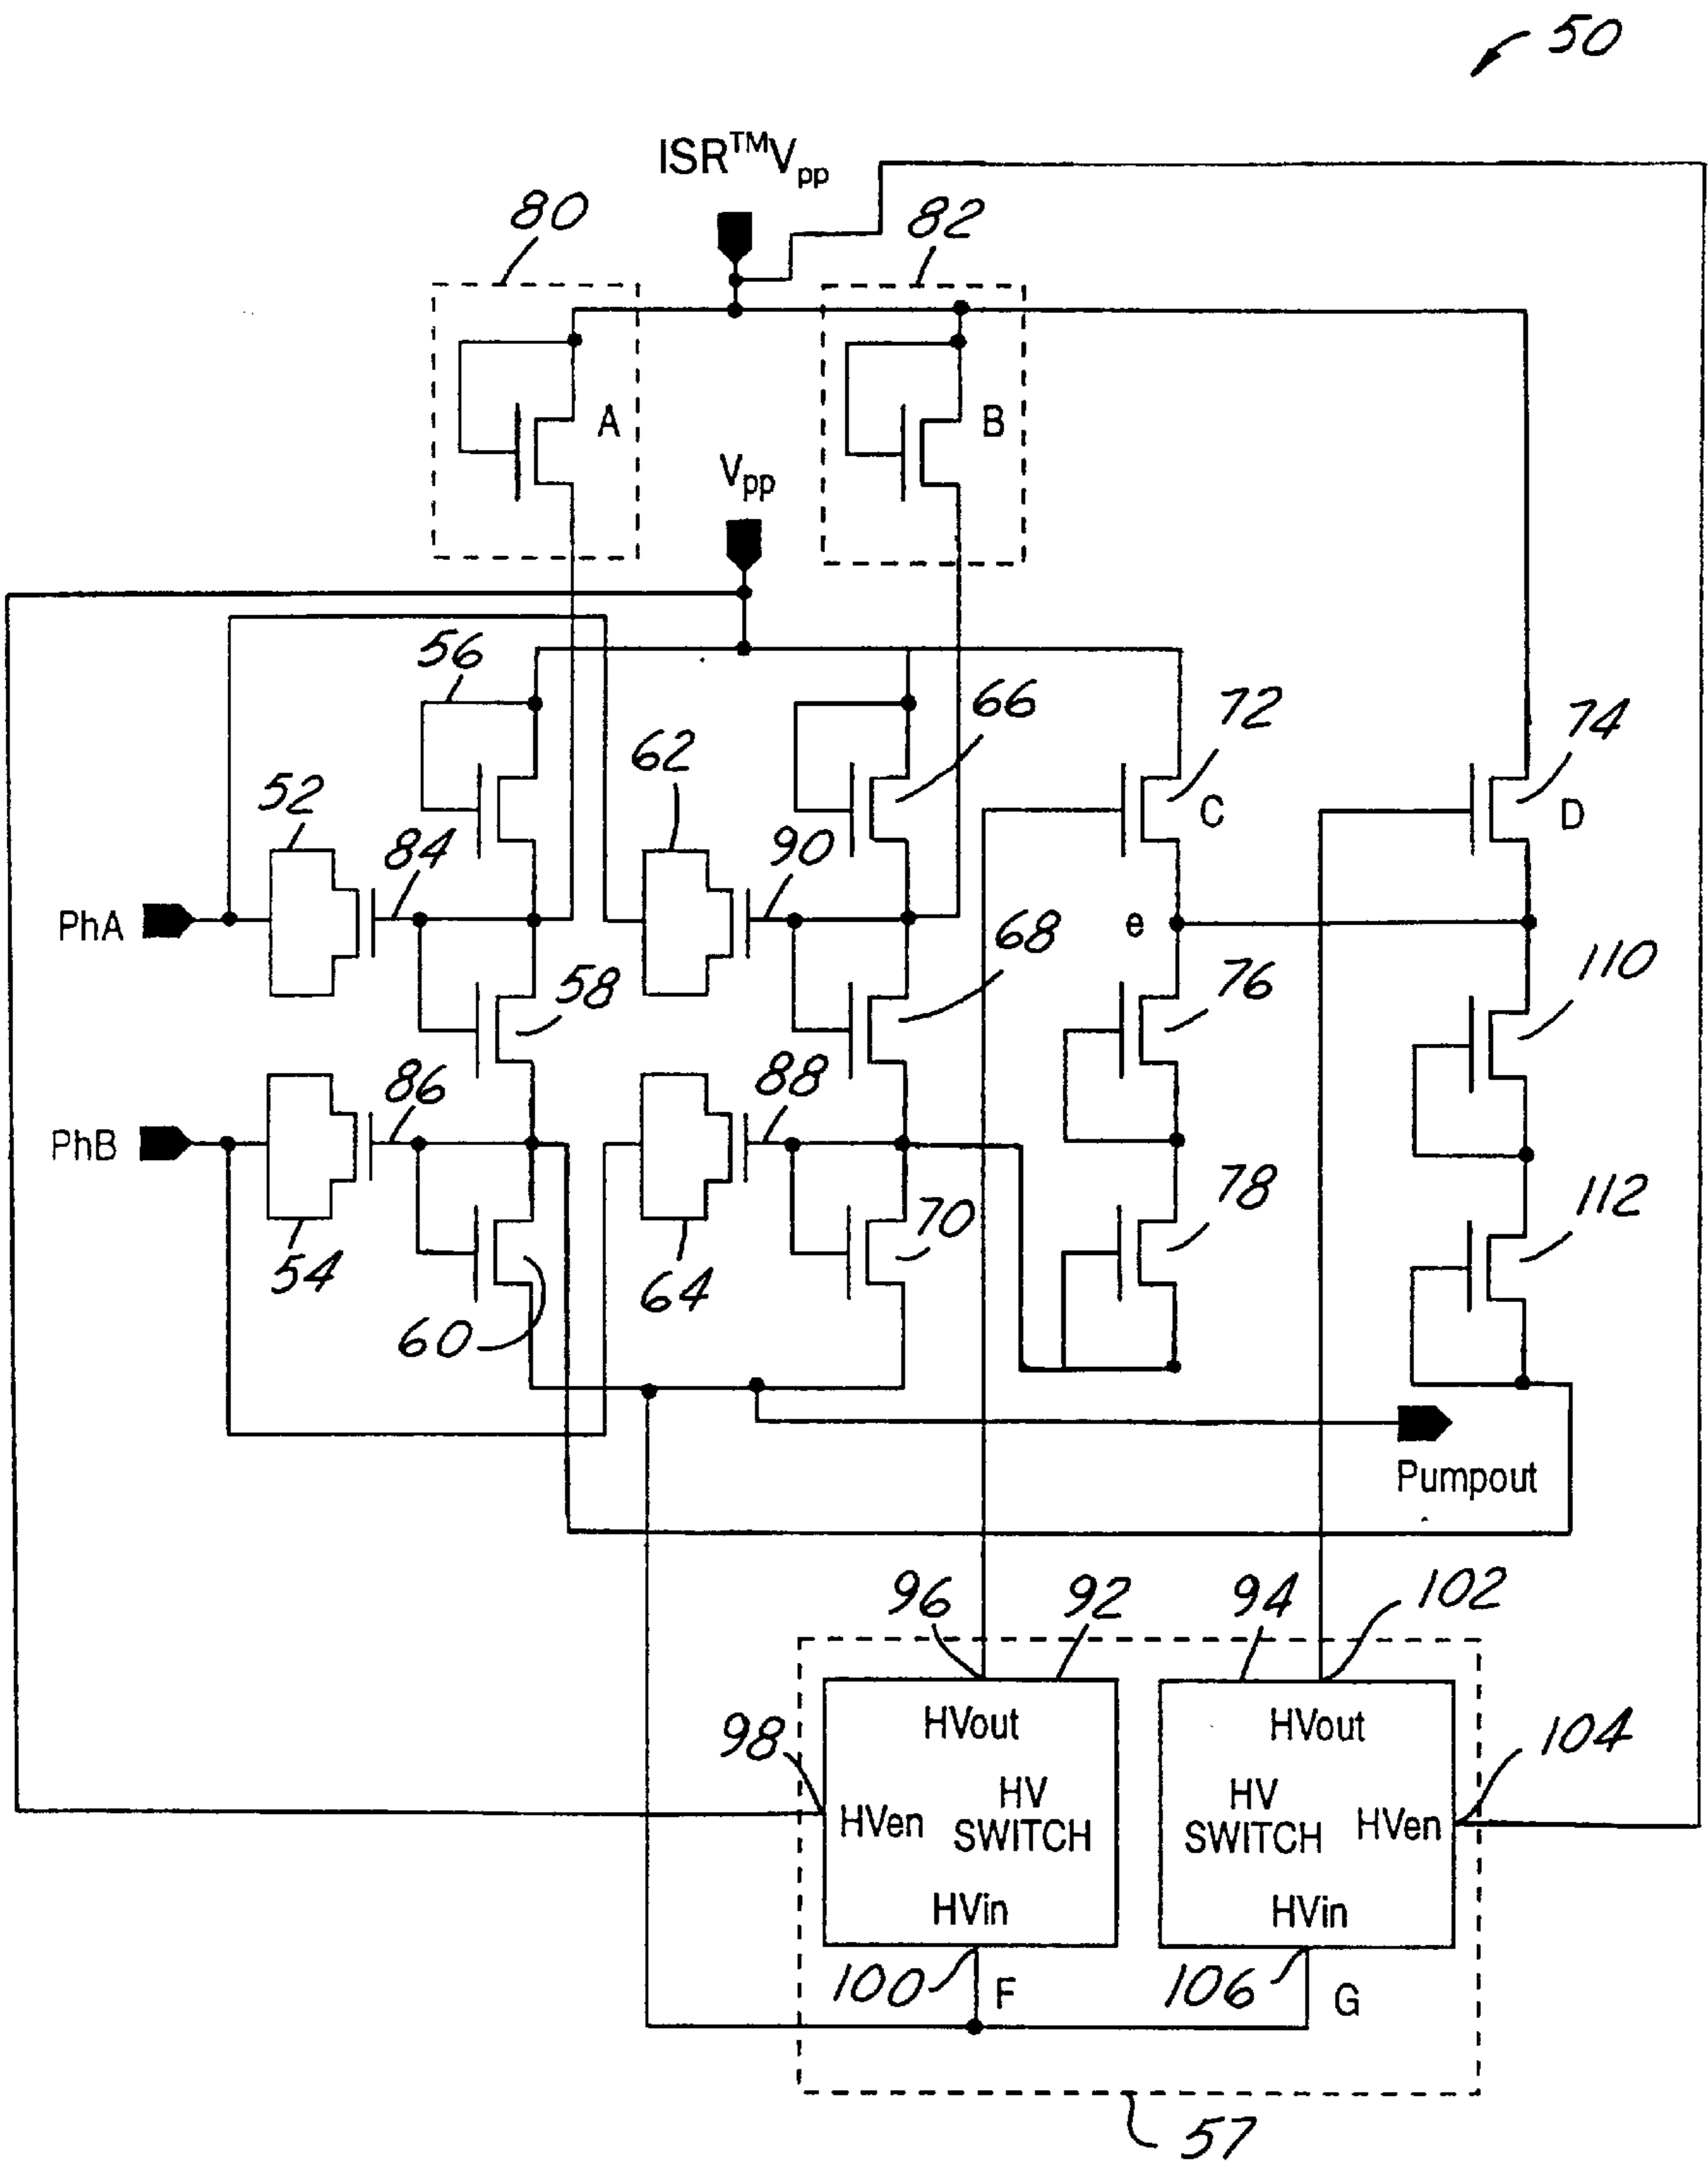 50
ISR™Vpp
80
82
A
B
Vpp
56
66
72
74
62
52
C
D
84
90
PhA
e
68
110
58
76
86
88
PhB
78
112
70
54
64
60
Pumpout
96
92
94
102
98
HVout
HVout
104
HV
SWITCH
HVen
HV
SWITCH
HVen
HVin
HVin
100
F
106
G
57